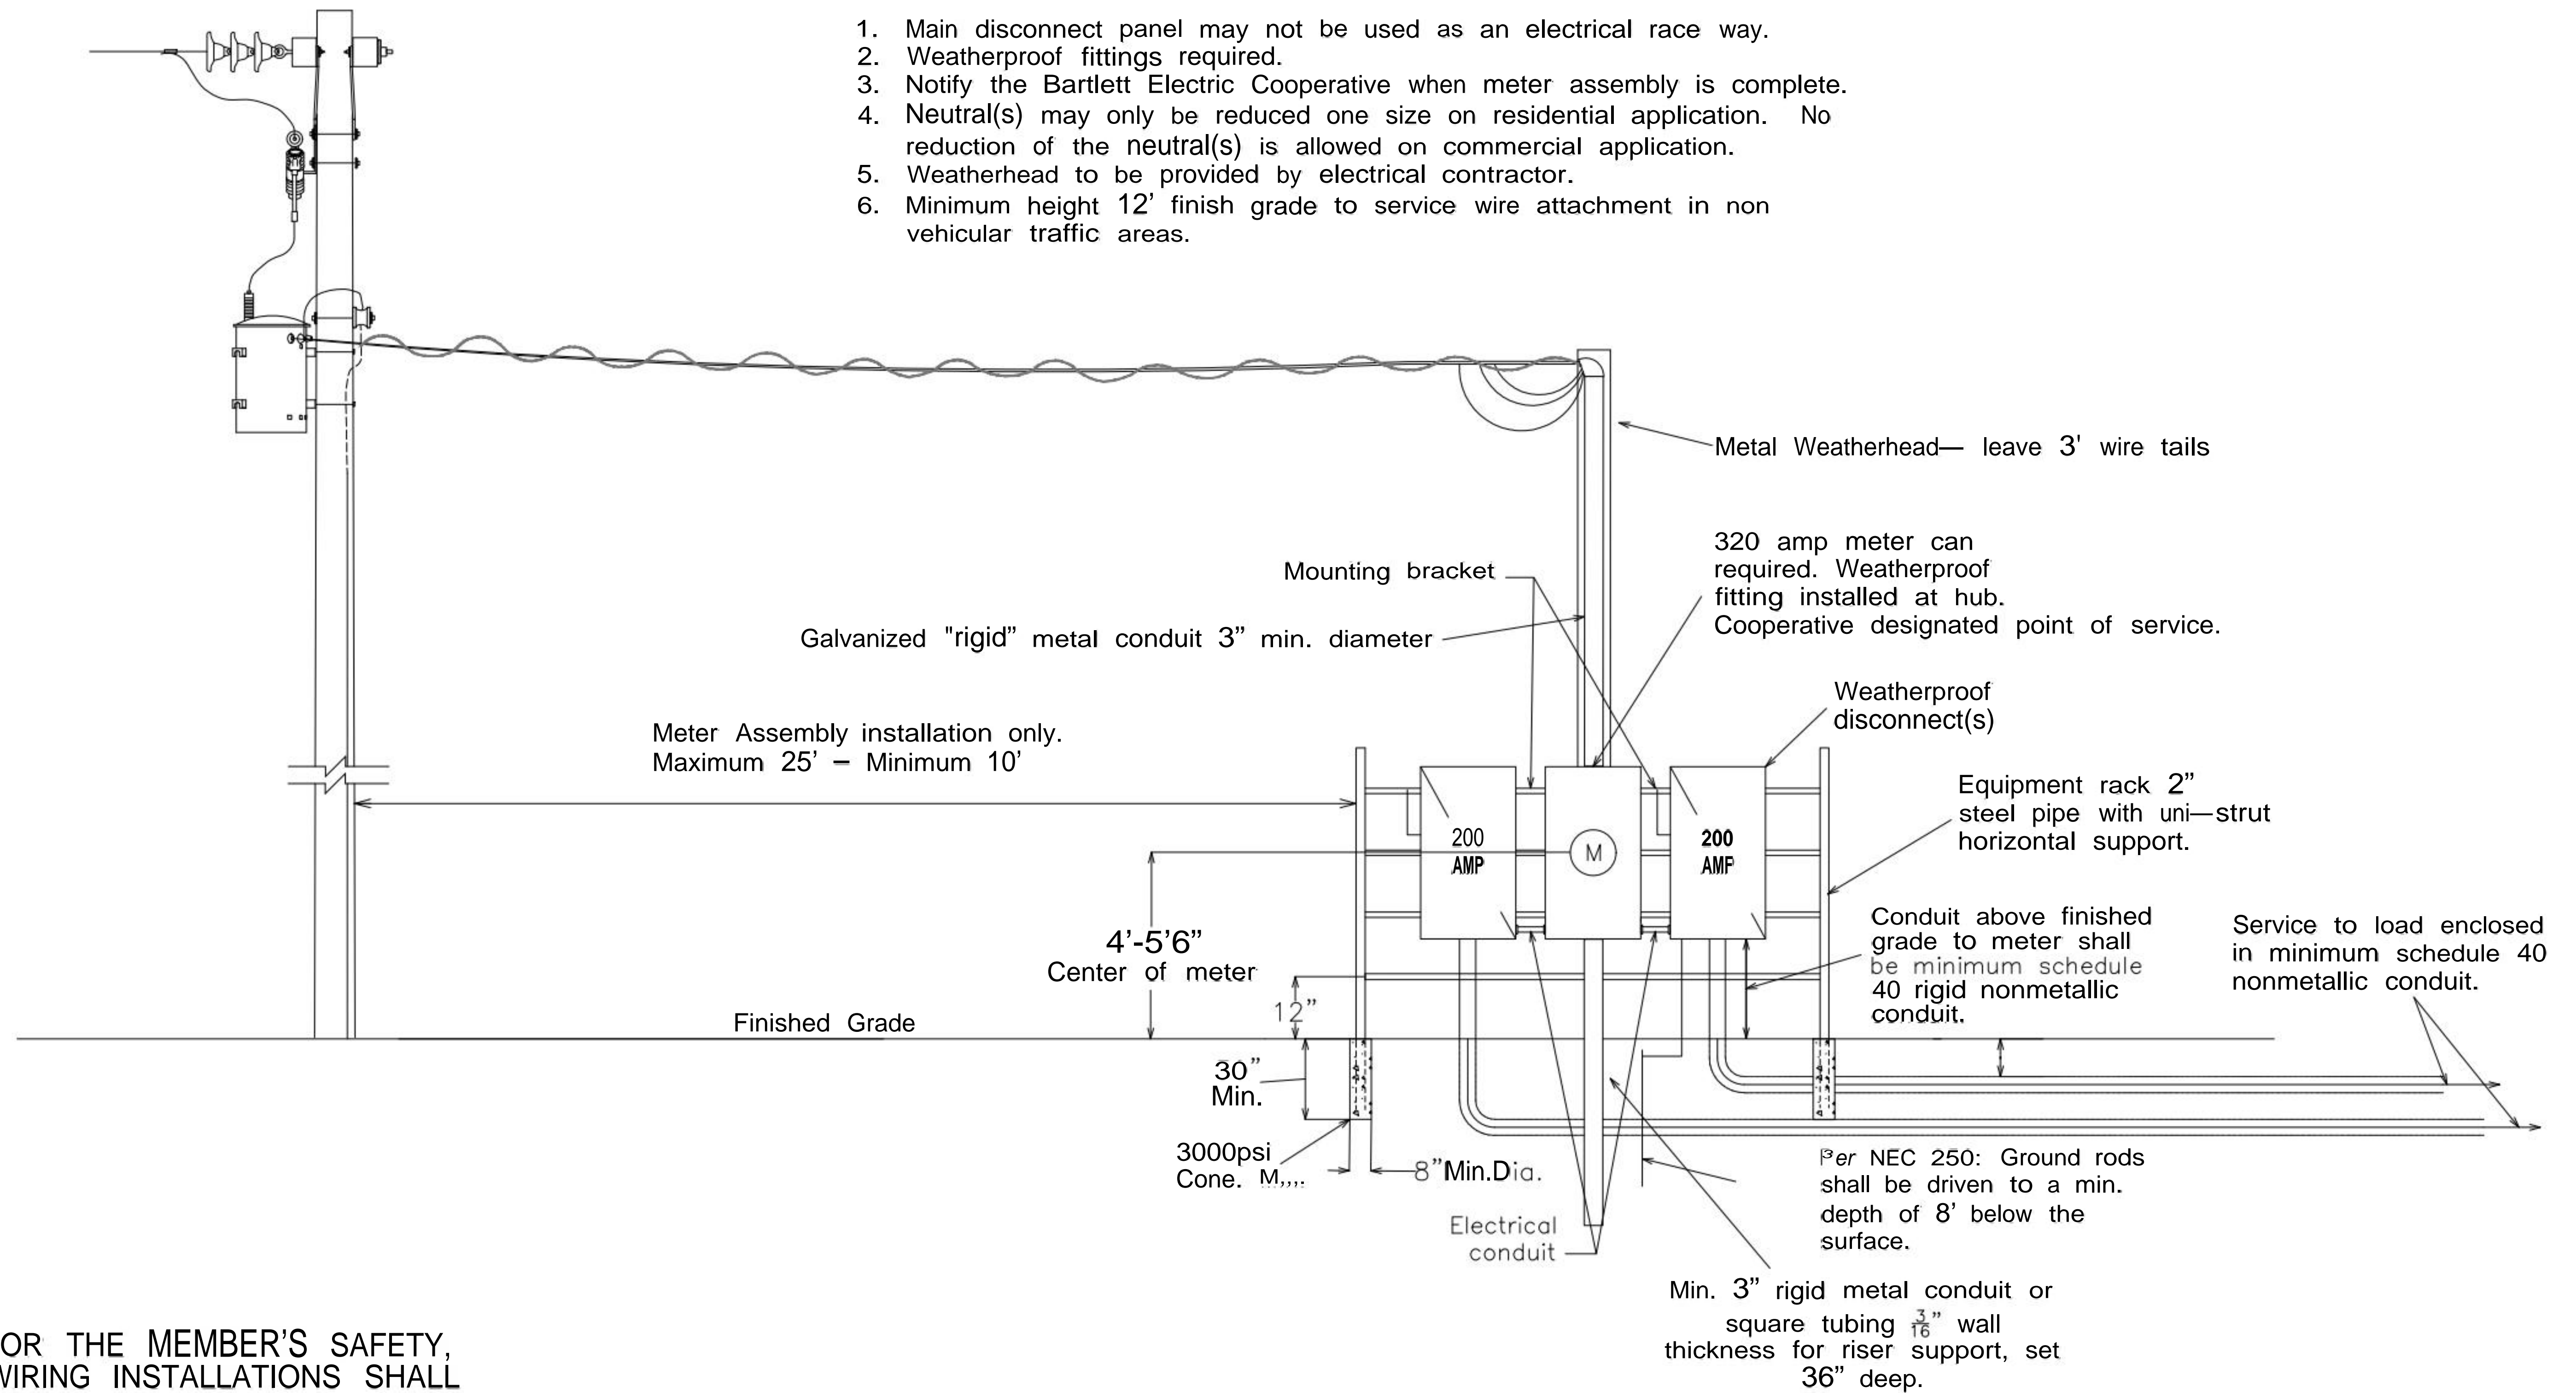 1. Main disconnect panel may not be used as an electrical race way.
2. Weatherproof fittings required.
3. Notify the Bartlett Electric Cooperative when meter assembly is complete.
4. Neutral(s) may only be reduced one size on residential application. No
reduction of the neutral(s) is allowed on commercial application.
5. Weatherhead to be provided by electrical contractor.
6. Minimum height 12' finish grade to service wire attachment in non
vehicular traffic areas.
Metal Weatherhead— leave 3' wire tails
320 amp meter can
required. Weatherproof
fitting installed at hub.
Cooperative designated point of service.
Mounting bracket
Galvanized "rigid" metal conduit 3" min. diameter
Weatherproof
disconnect(s)
Meter Assembly installation only.
Maximum 25' – Minimum 10'
Equipment rack 2"
steel pipe with uni—strut
horizontal support.
200
AMP
M
200
AMP
4'-5'6"
Center of meter
12"
Conduit above finished
grade to meter shall
be minimum schedule
40 rigid nonmetallic
conduit.
Service to load enclosed
in minimum schedule 40
nonmetallic conduit.
Finished Grade
30"
Min.
3000psi
Cone. M,,,.
8"Min.Dia.
Per NEC 250: Ground rods
shall be driven to a min.
depth of 8' below the
surface.
Electrical
conduit
Min. 3" rigid metal conduit or
square tubing 3/16" wall
thickness for riser support, set
36" deep.
OR THE MEMBER'S SAFETY,
WIRING INSTALLATIONS SHALL